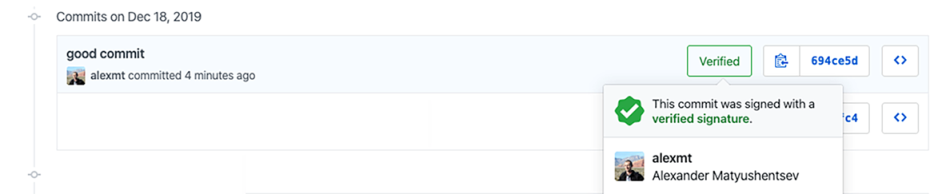 Commits on Dec 18, 2019
good commit
alexmt committed 4 minutes ago
Verified
694ce5d
This commit was signed with a
verified signature.
c4
alexmt
Alexander Matyushentsev